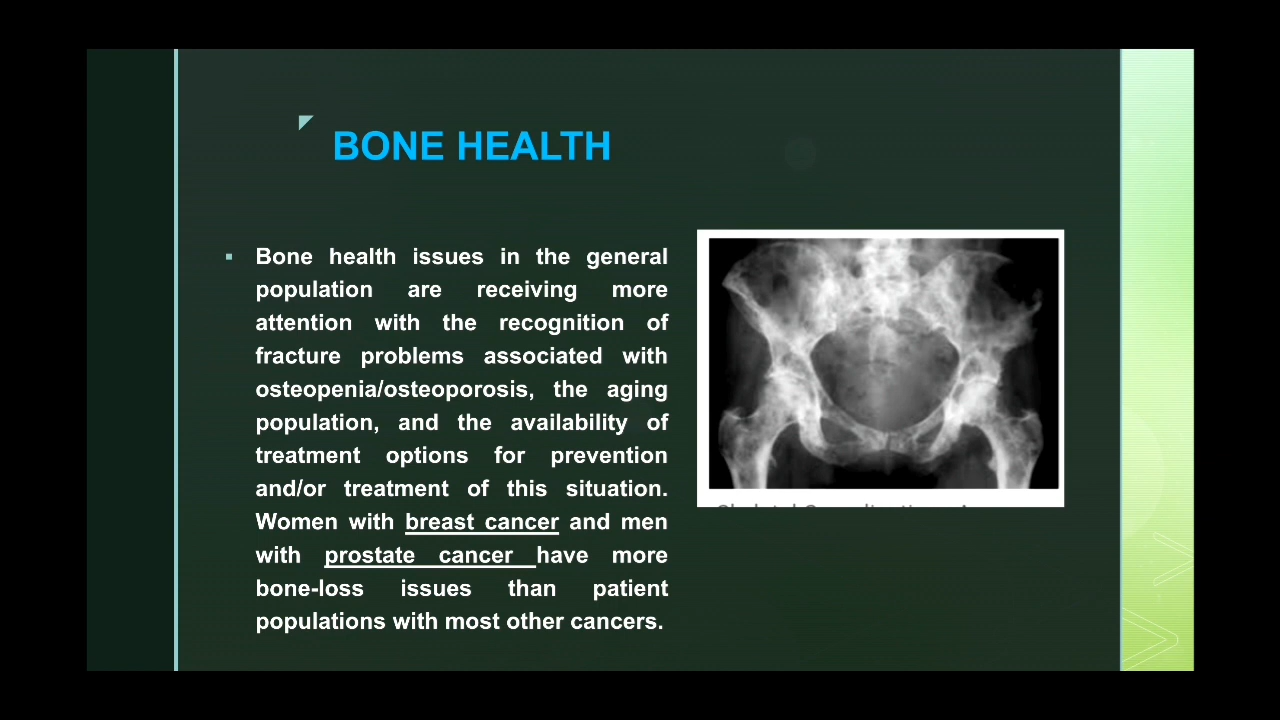 BONE HEALTH
Bone health issues in the general
population are receiving more
attention with the recognition of
fracture problems associated with
osteopenia/osteoporosis, the aging
population, and the availability of
treatment options for prevention
and/or treatment of this situation.
Women with breast cancer and men
with prostate cancer have more
bone-loss issues than patient
populations with most other cancers.